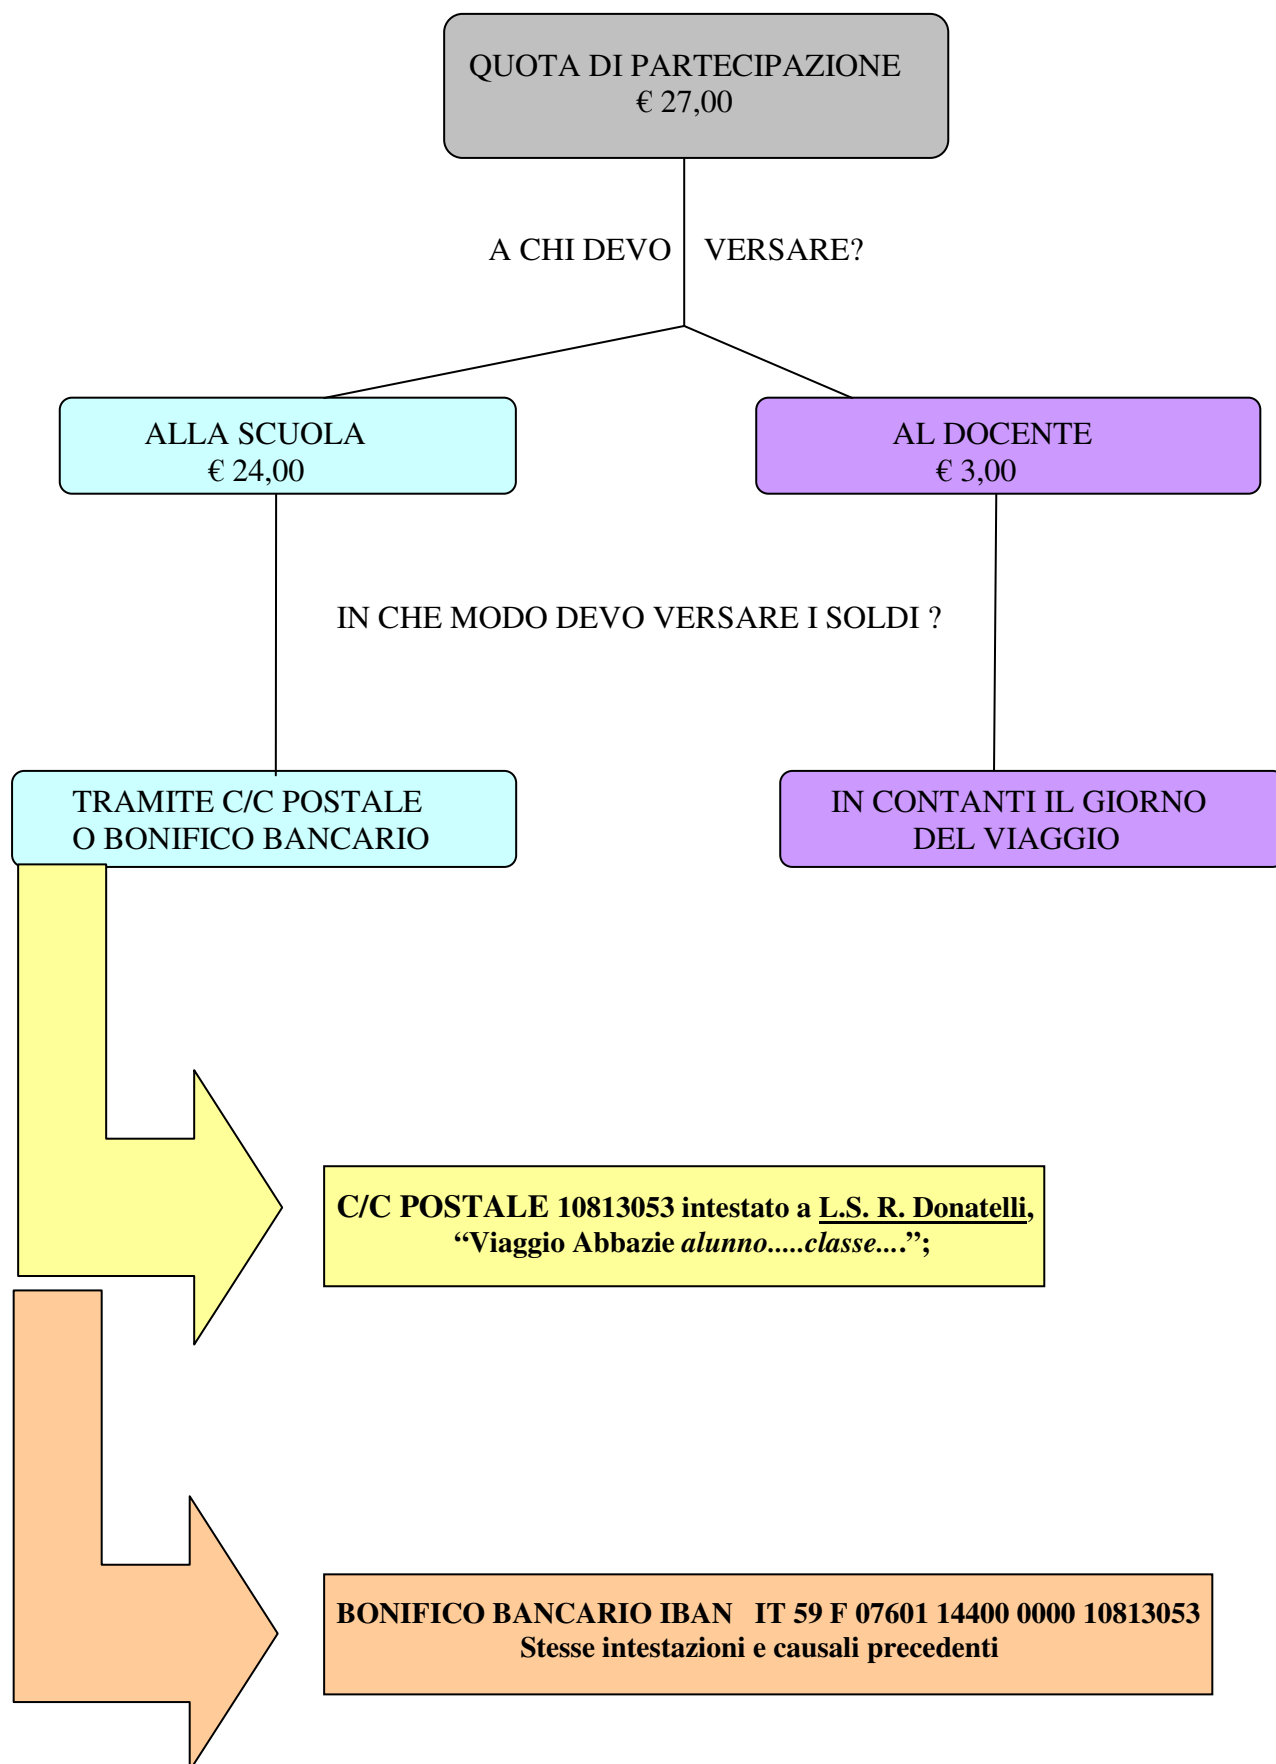 QUOTA DI PARTECIPAZIONE
€ 27,00
A CHI DEVO VERSARE?
ALLA SCUOLA
€ 24,00
AL DOCENTE
€ 3,00
IN CHE MODO DEVO VERSARE I SOLDI ?
TRAMITE C/C POSTALE
O BONIFICO BANCARIO
IN CONTANTI IL GIORNO
DEL VIAGGIO
C/C POSTALE 10813053 intestato a L.S. R. Donatelli,
“Viaggio Abbazie alunno.....classe....”;
BONIFICO BANCARIO IBAN IT 59 F 07601 14400 0000 10813053
Stesse intestazioni e causali precedenti